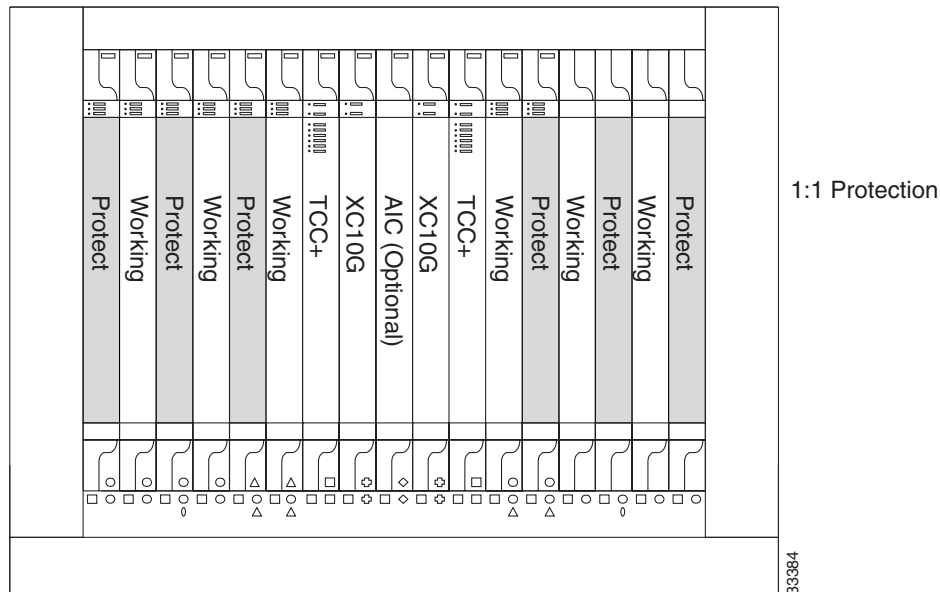 Protect
Working
Protect
Working
Protect
Working
TCC+
XC10G
AIC (Optional)
XC10G
TCC+
Working
Protect
Working
Protect
Working
Protect
1:1 Protection
33384